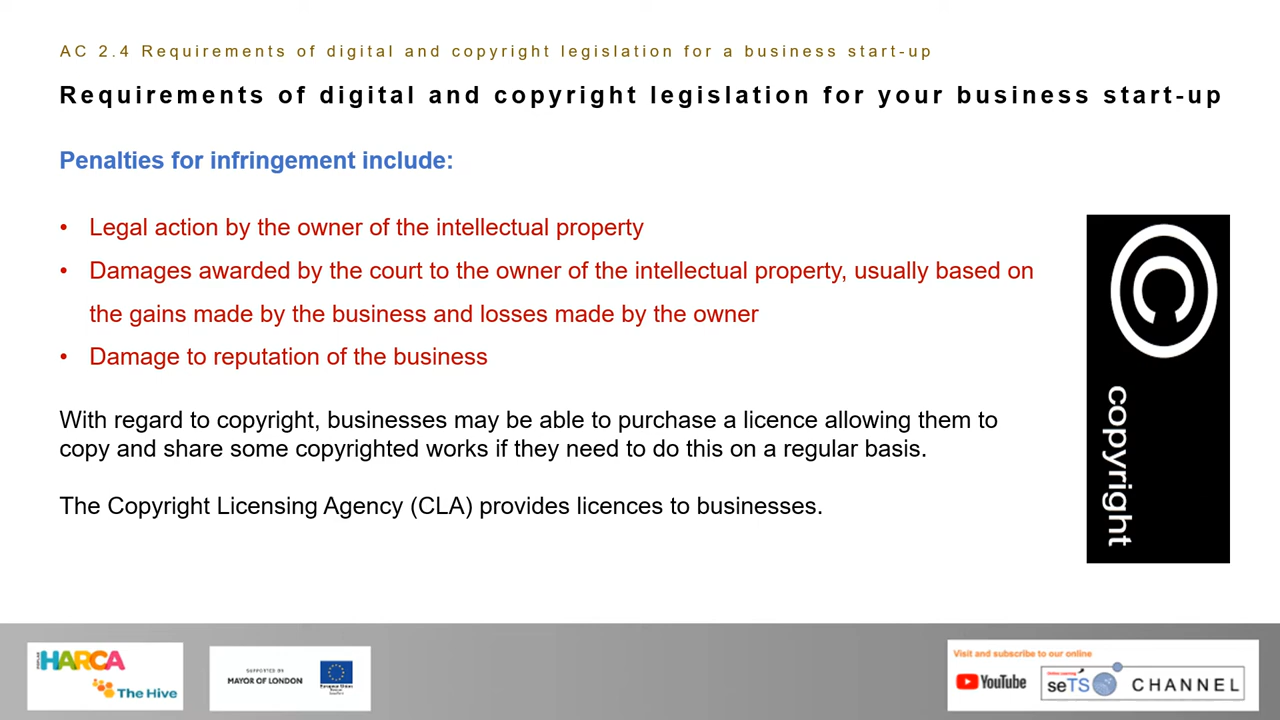 AC 2.4 Requirements of digital and copyright legislation for a business start-up
Requirements of digital and copyright legislation for your business start-up
Penalties for infringement include:
• Legal action by the owner of the intellectual property
• Damages awarded by the court to the owner of the intellectual property, usually based on
the gains made by the business and losses made by the owner
• Damage to reputation of the business
With regard to copyright, businesses may be able to purchase a licence allowing them to
copy and share some copyrighted works if they need to do this on a regular basis.
The Copyright Licensing Agency (CLA) provides licences to businesses.
©
copyright
HARCA
The Hive
SUPPORTED BY
MAYOR OF LONDON
Visit and subscribe to our online
YouTube
seTS CHANNEL